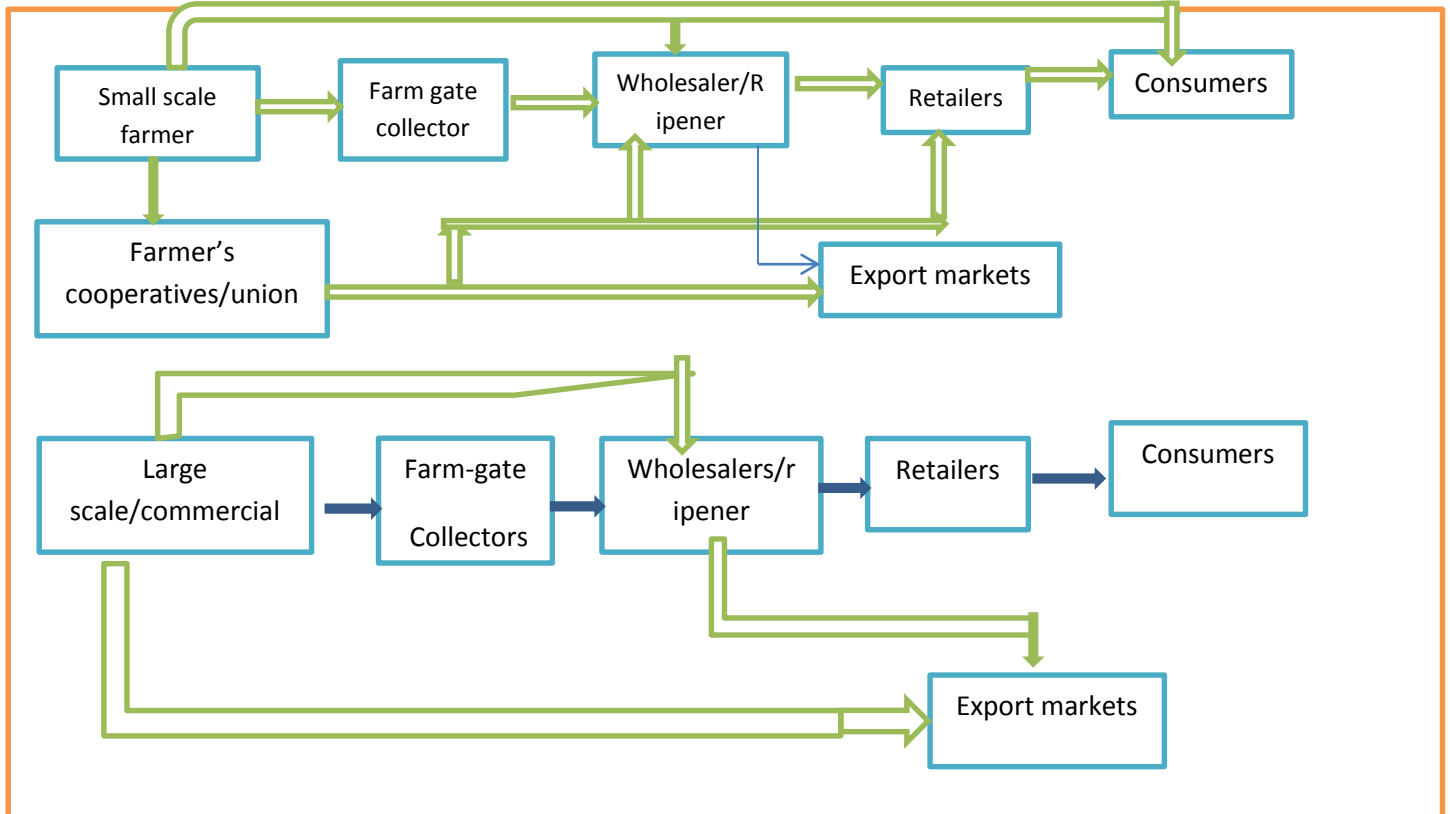 Small scale
farmer
Farm gate
collector
Wholesaler/R
ipener
Retailers
Consumers
Farmer’s
cooperatives/union
Export markets
Large
scale/commercial
Farm-gate
Collectors
Wholesalers/r
ipener
Retailers
Consumers
Export markets